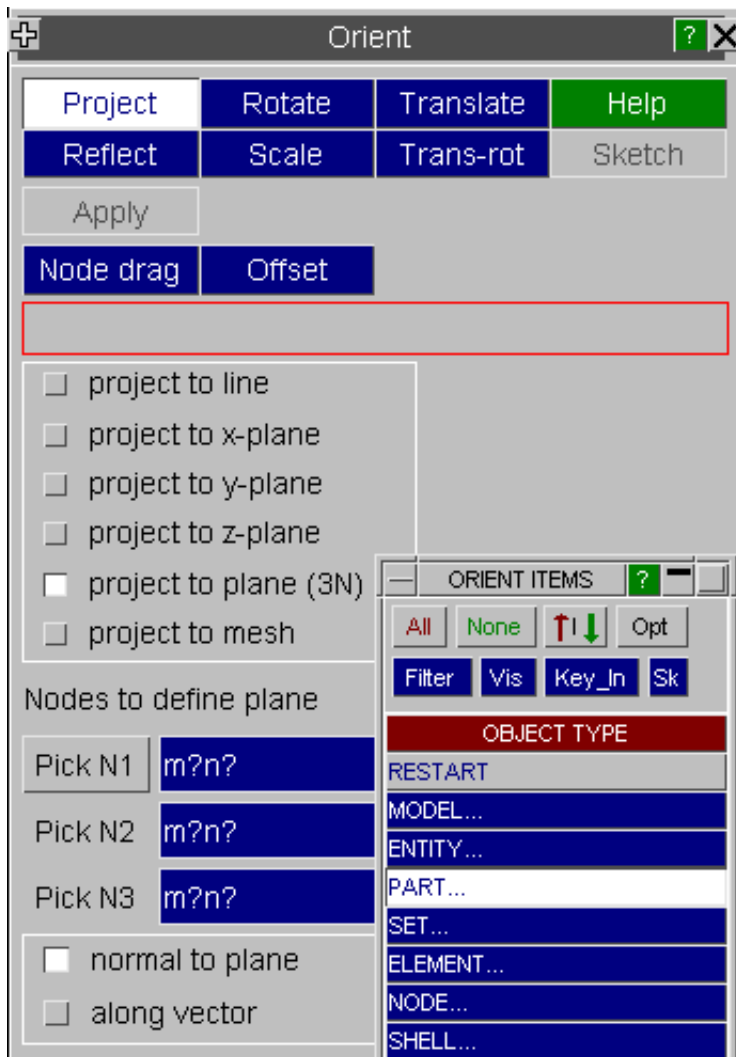 Orient ?
Project Rotate Translate Help
Reflect Scale Trans-rot Sketch
Apply
Node drag Offset
project to line
project to x-plane
project to y-plane
project to z-plane
project to plane (3N)
project to mesh
Nodes to define plane
Pick N1 m?n?
Pick N2 m?n?
Pick N3 m?n?
normal to plane
along vector
ORIENT ITEMS ?
All None Opt
Filter Vis Key_In Sk
OBJECT TYPE
RESTART
MODEL...
ENTITY...
PART...
SET...
ELEMENT...
NODE...
SHELL...